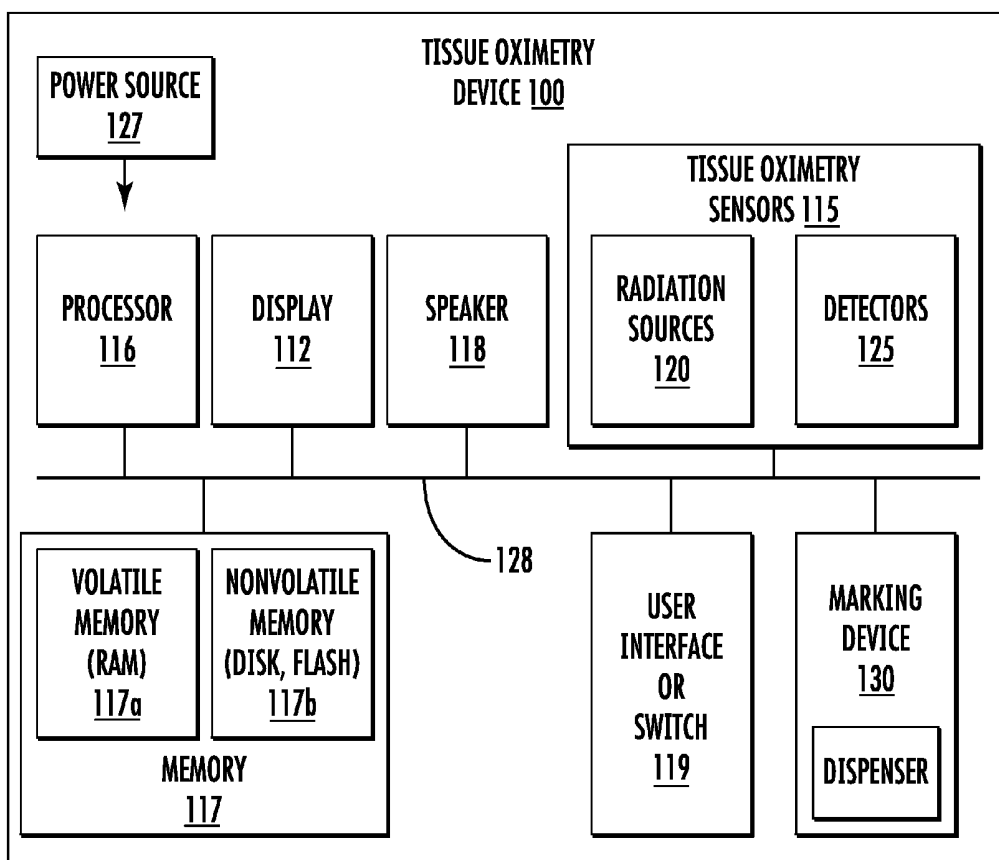 TISSUE OXIMETRY
DEVICE 100
POWER SOURCE
127
TISSUE OXIMETRY
SENSORS 115
PROCESSOR
116
DISPLAY
112
SPEAKER
118
RADIATION
SOURCES
120
DETECTORS
125
128
VOLATILE
MEMORY
(RAM)
117a
NONVOLATILE
MEMORY
(DISK, FLASH)
117b
MEMORY
117
USER
INTERFACE
OR
SWITCH
119
MARKING
DEVICE
130
DISPENSER